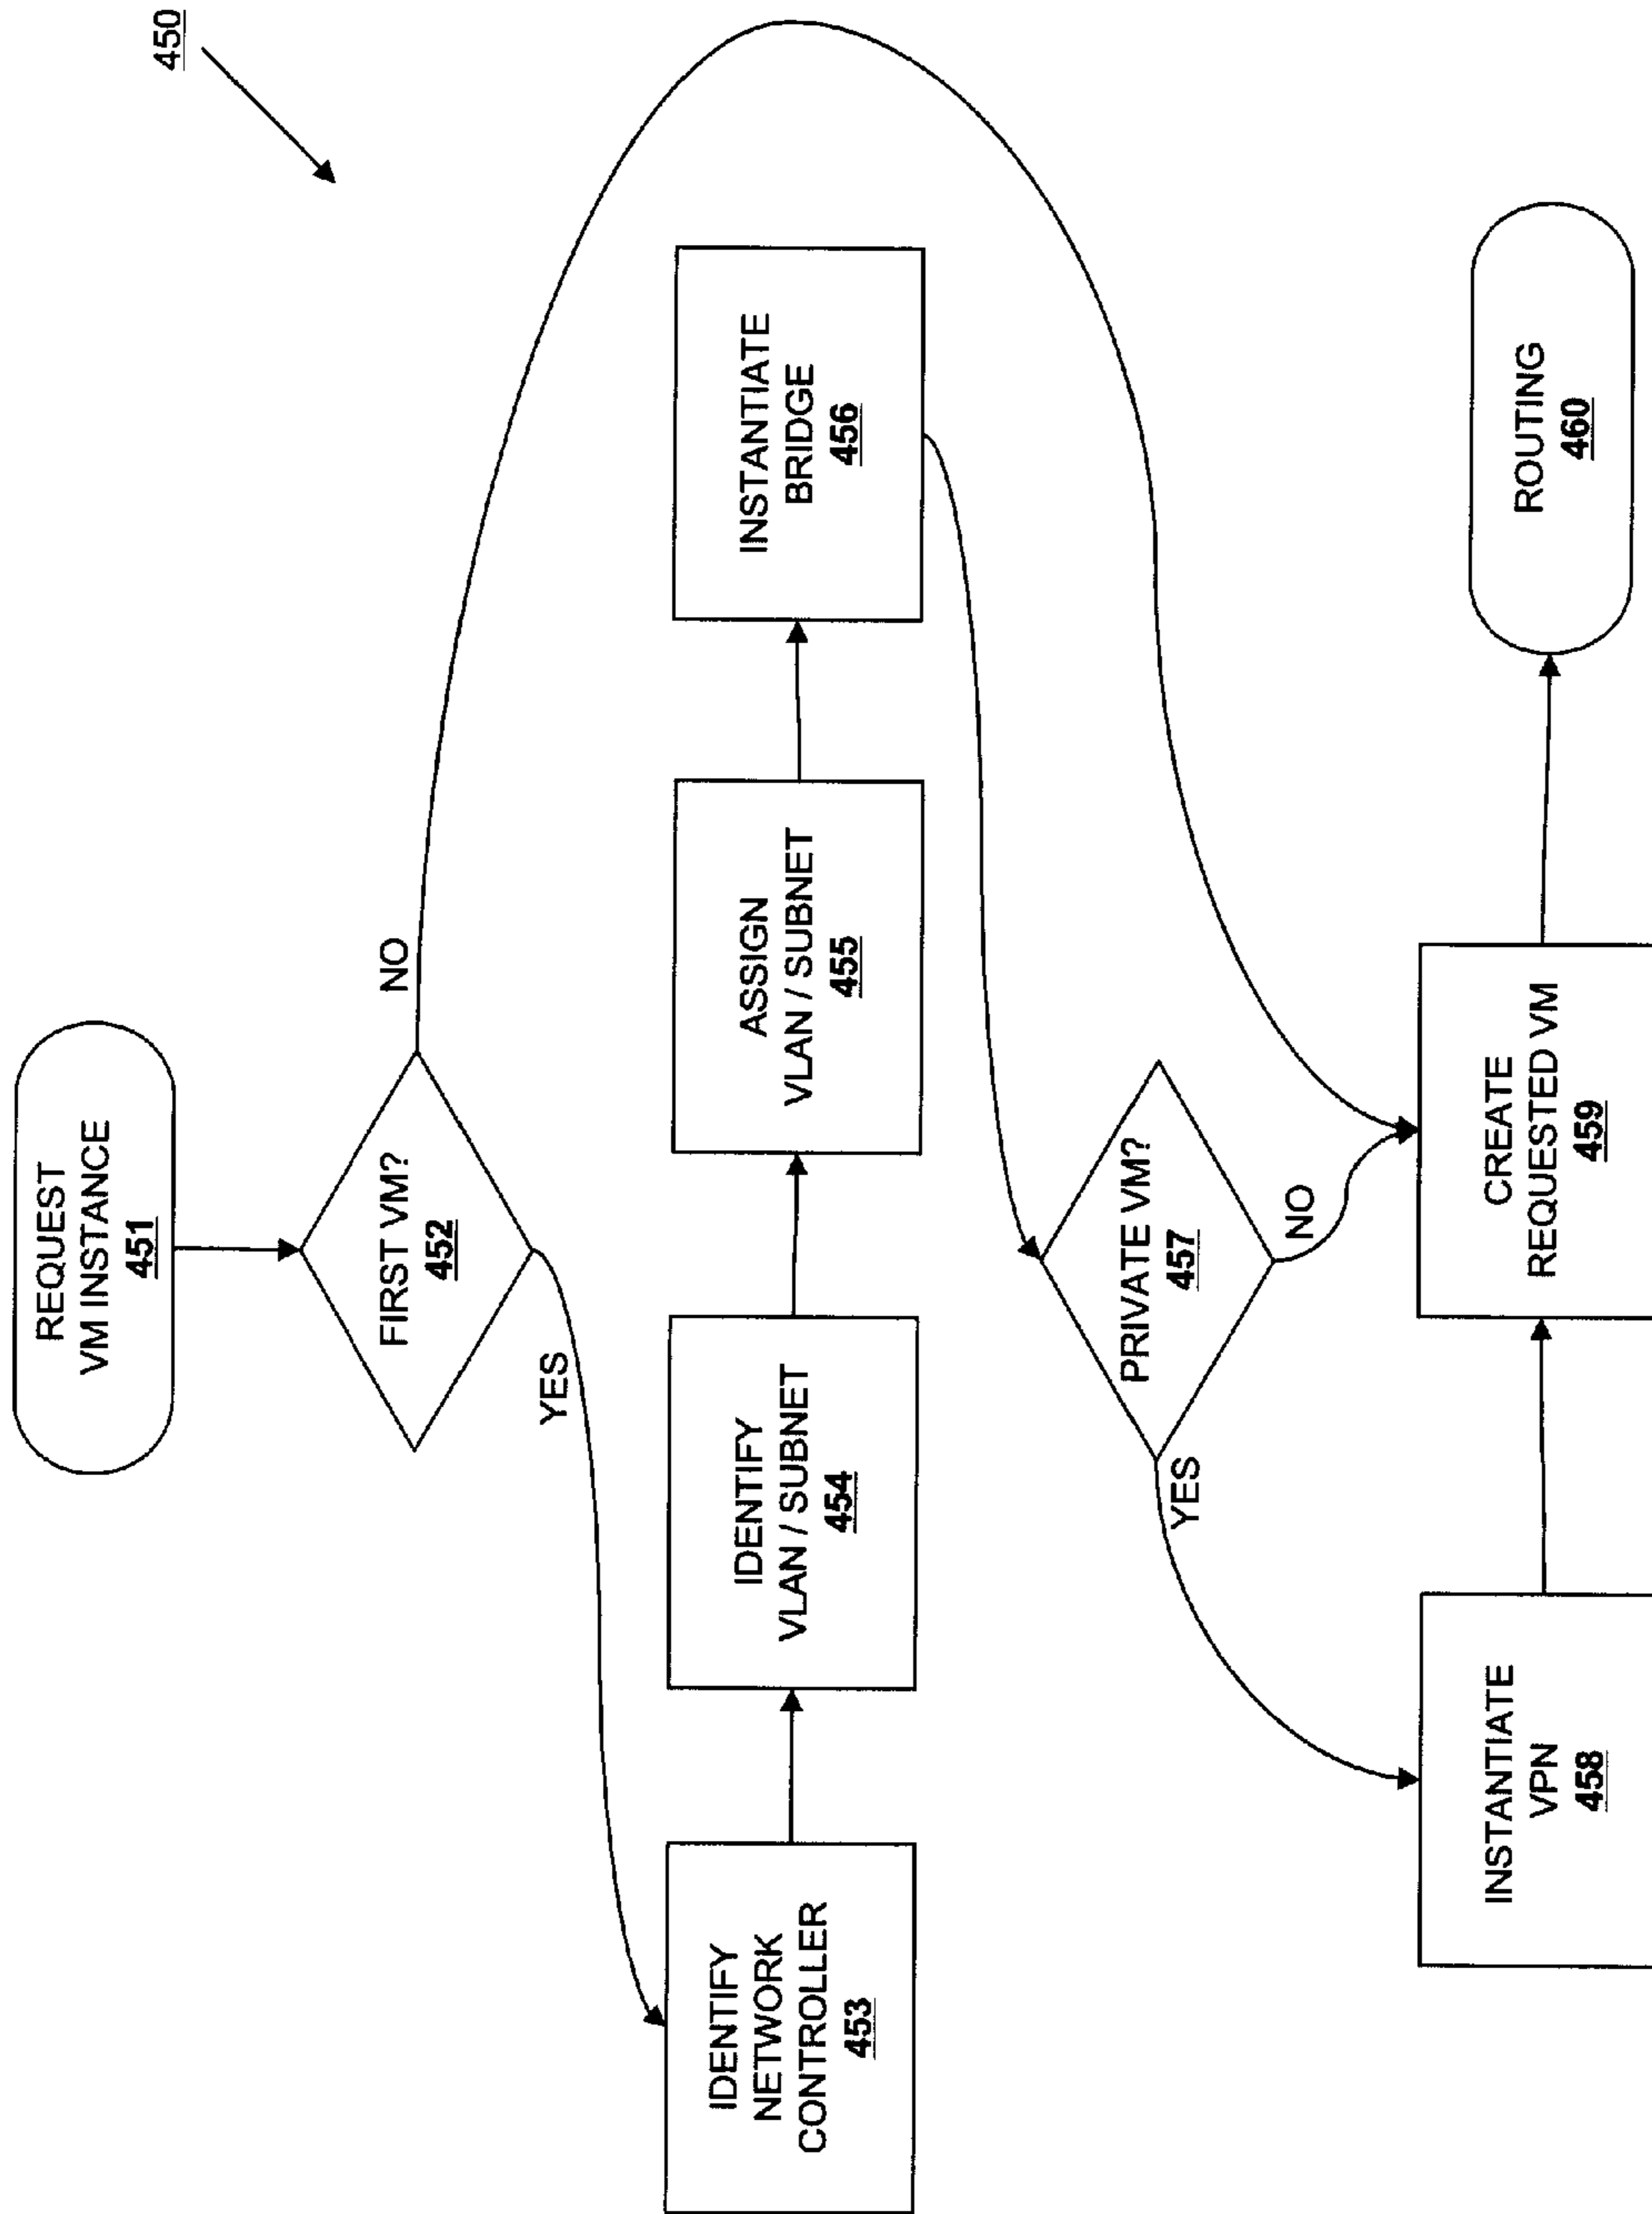 450
REQUEST
VM INSTANCE
451
FIRST VM?
452
NO
YES
IDENTIFY
NETWORK
CONTROLLER
453
IDENTIFY
VLAN / SUBNET
454
ASSIGN
VLAN / SUBNET
455
INSTANTIATE
BRIDGE
456
PRIVATE VM?
457
YES
NO
INSTANTIATE
VPN
458
CREATE
REQUESTED VM
459
ROUTING
460